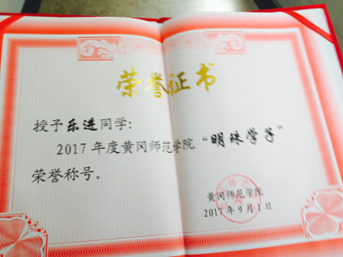 荣誉证书
授予乐进同学:
2017年度黄冈师范学院“明珠学子”
荣誉称号。
黄冈师范学院
2017年9月1日